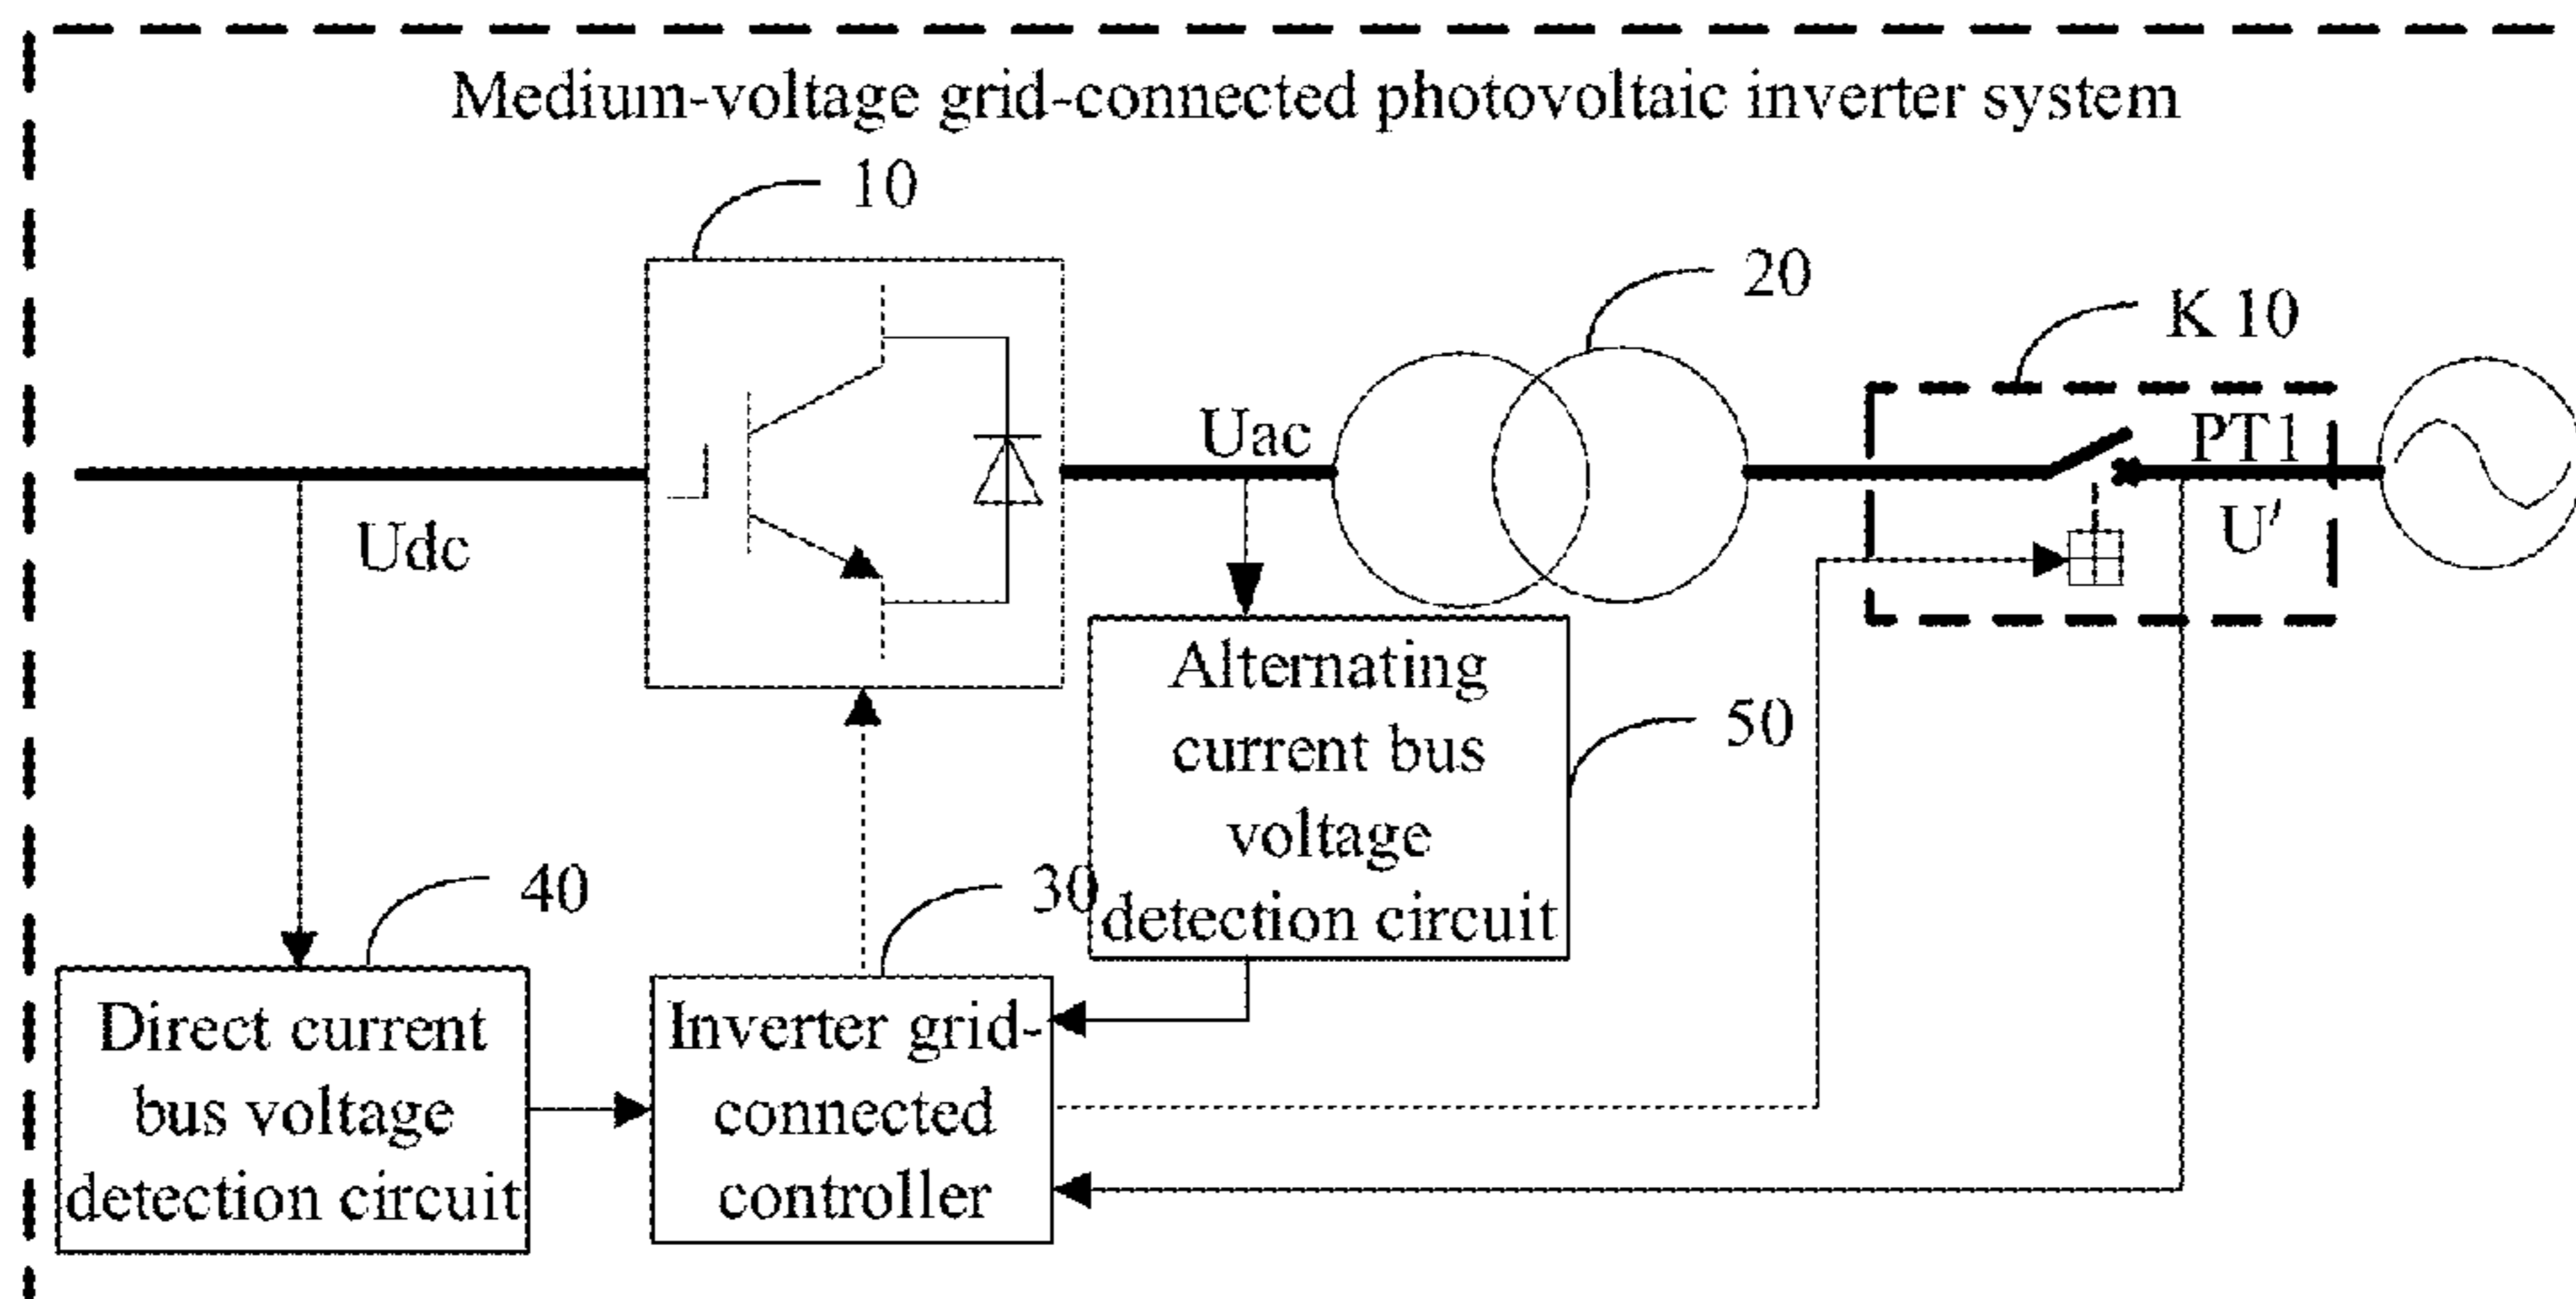 Medium-voltage grid-connected photovoltaic inverter system
10
20
K 10
Uac
PT1
U'
Udc
Alternating
current bus
voltage
detection circuit
50
40
30
Direct current
bus voltage
detection circuit
Inverter grid-
connected
controller